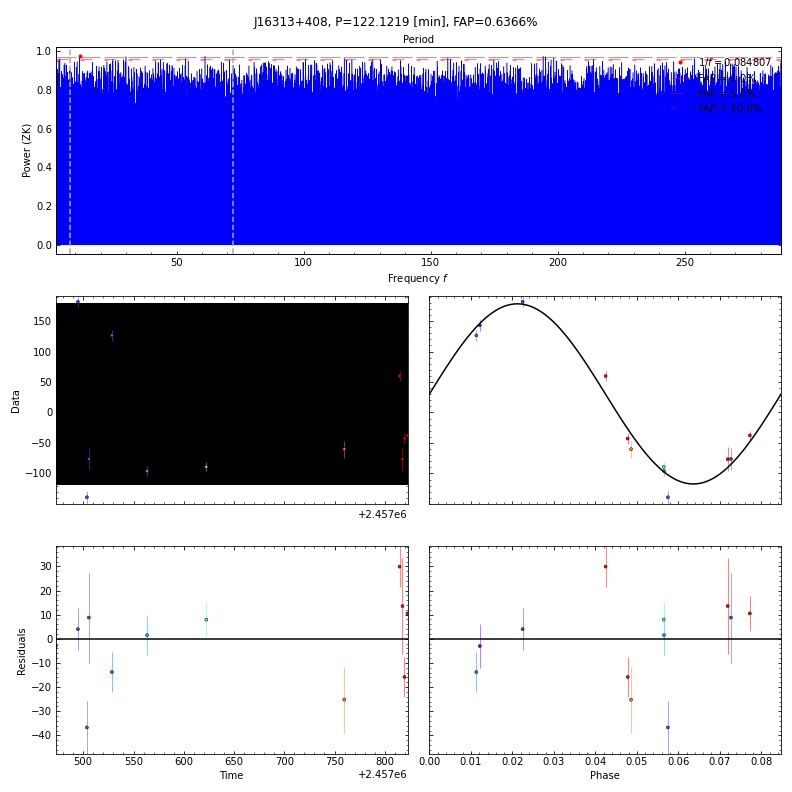 J16313+408, P=122.1219 [min], FAP=0.6366%
Period
1.0
0.8
0.6
0.4
0.2
0.0
Power (ZK)
1/f = 0.084807
FAP = 5.0%
FAP = 10.0%
50 100 150 200 250
Frequency f
150
100
50
0
−50
−100
Data
+2.457e6
30
20
10
0
−10
−20
−30
−40
Residuals
500 550 600 650 700 750 800
Time
+2.457e6
0.00 0.01 0.02 0.03 0.04 0.05 0.06 0.07 0.08
Phase